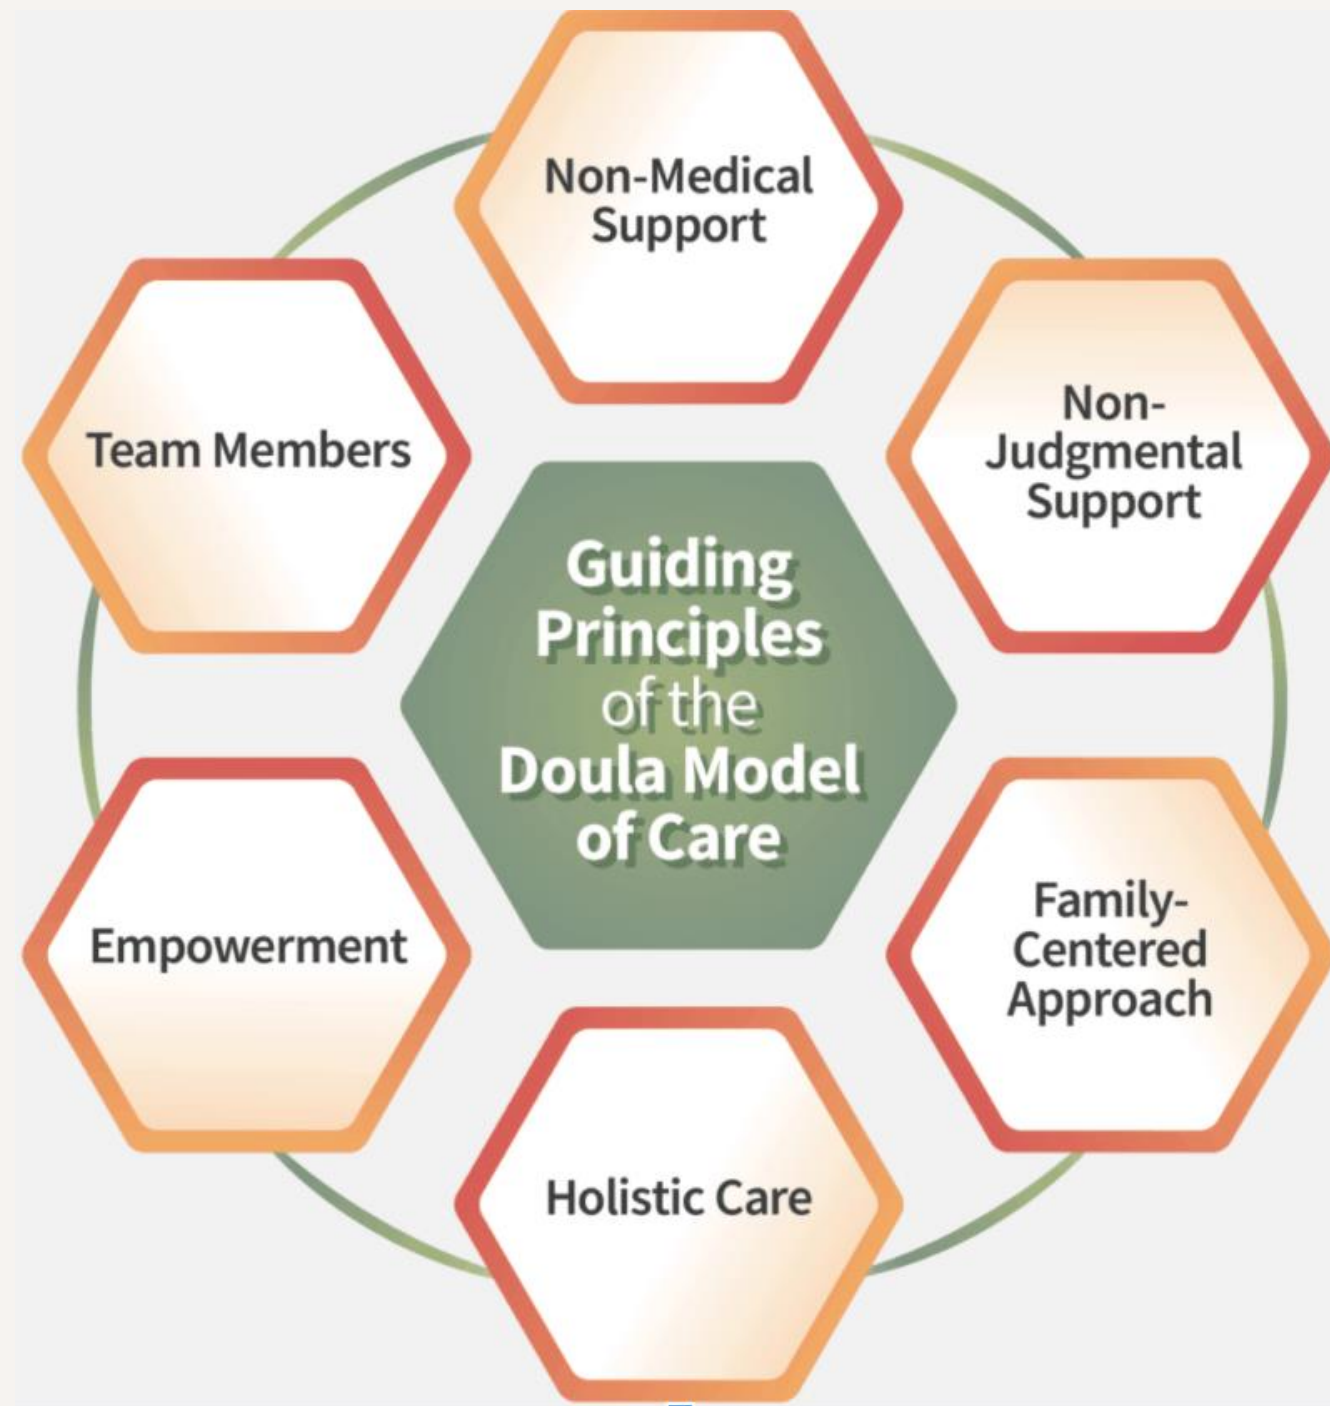 Non-Medical
Support
Non-
Judgmental
Support
Family-
Centered
Approach
Holistic Care
Empowerment
Team Members
Guiding
Principles
of the
Doula Model
of Care